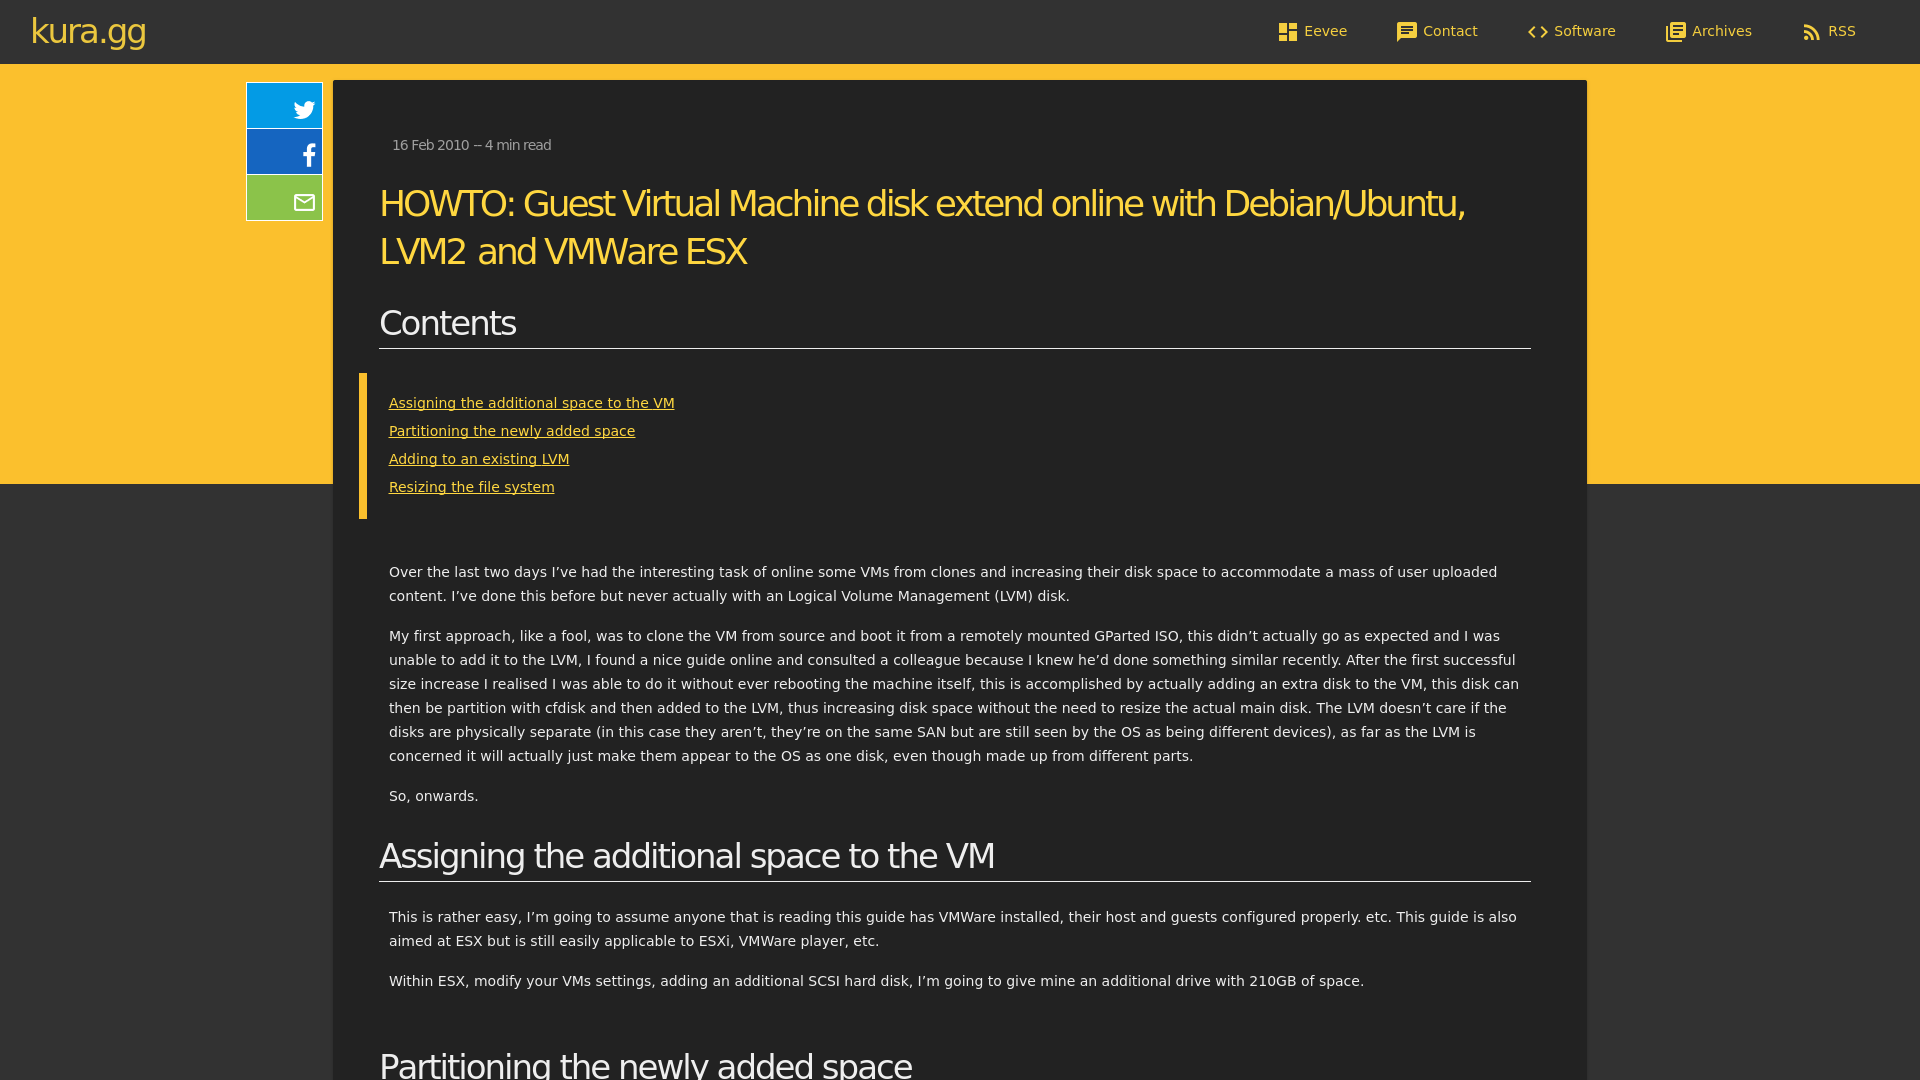 kura.gg
Eevee
Contact
Software
Archives
RSS
16 Feb 2010 – 4 min read
HOWTO: Guest Virtual Machine disk extend online with Debian/Ubuntu,
LVM2 and VMWare ESX
Contents
Assigning the additional space to the VM
Partitioning the newly added space
Adding to an existing LVM
Resizing the file system
Over the last two days I’ve had the interesting task of online some VMs from clones and increasing their disk space to accommodate a mass of user uploaded
content. I’ve done this before but never actually with an Logical Volume Management (LVM) disk.
My first approach, like a fool, was to clone the VM from source and boot it from a remotely mounted GParted ISO, this didn’t actually go as expected and I was
unable to add it to the LVM, I found a nice guide online and consulted a colleague because I knew he’d done something similar recently. After the first successful
size increase I realised I was able to do it without ever rebooting the machine itself, this is accomplished by actually adding an extra disk to the VM, this disk can
then be partition with cfdisk and then added to the LVM, thus increasing disk space without the need to resize the actual main disk. The LVM doesn’t care if the
disks are physically separate (in this case they aren’t, they’re on the same SAN but are still seen by the OS as being different devices), as far as the LVM is
concerned it will actually just make them appear to the OS as one disk, even though made up from different parts.
So, onwards.
Assigning the additional space to the VM
This is rather easy, I’m going to assume anyone that is reading this guide has VMWare installed, their host and guests configured properly. etc. This guide is also
aimed at ESX but is still easily applicable to ESXi, VMWare player, etc.
Within ESX, modify your VMs settings, adding an additional SCSI hard disk, I’m going to give mine an additional drive with 210GB of space.
Partitioning the newly added space